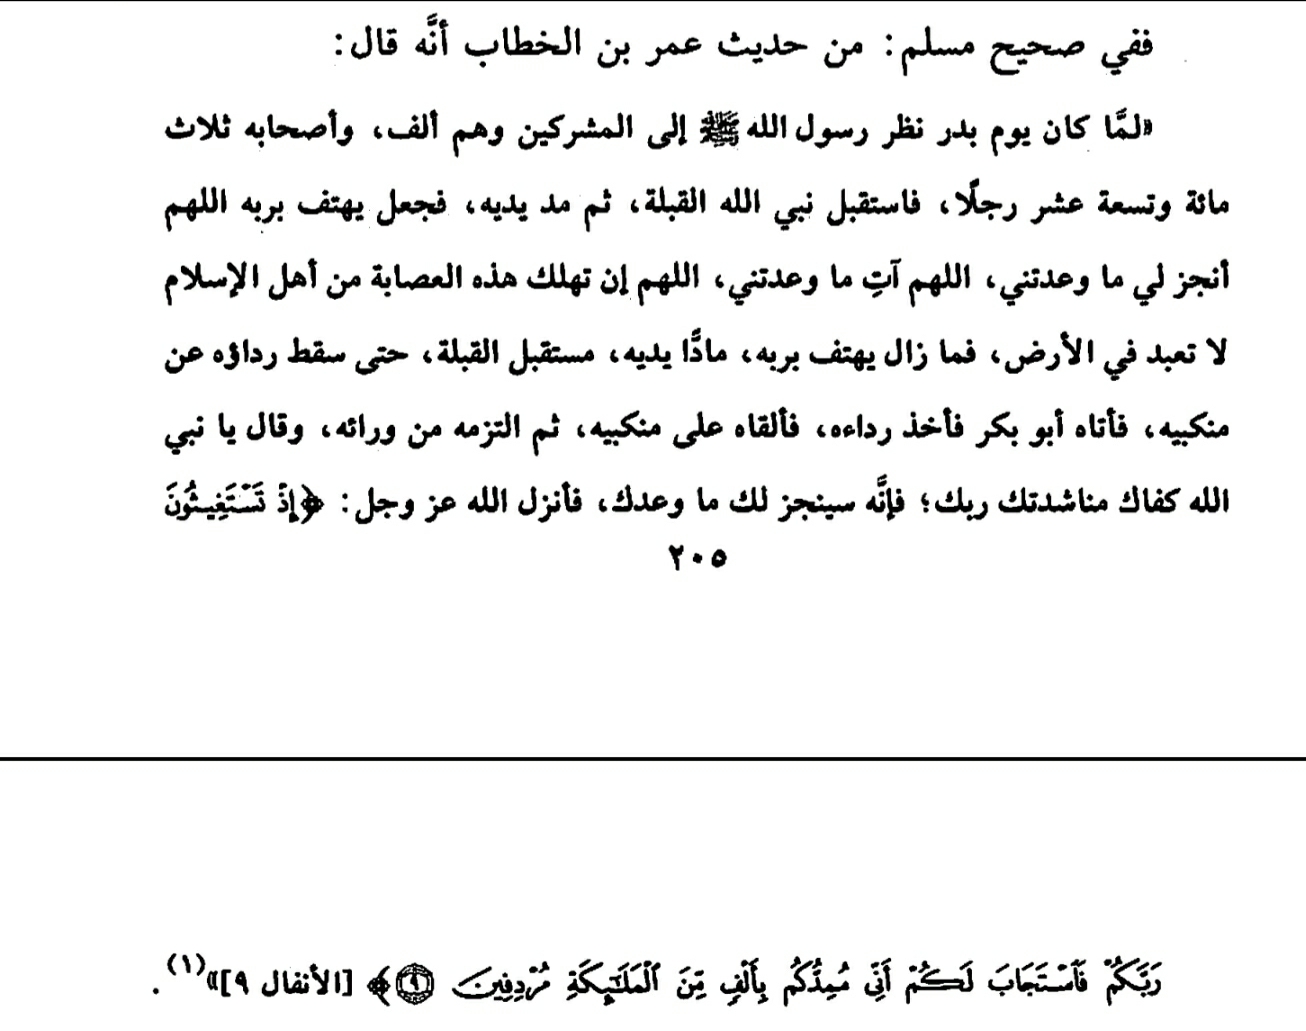 ففي صحيح مسلم: من حديث عمر بن الخطاب أنَّه قال:
«لمَّا كان يوم بدر نظر رسول الله ﷺ إلى المشركين وهم ألف، وأصحابه ثلاث
مائة وتسعة عشر رجلًا، فاستقبل نبي الله القبلة، ثم مد يديه، فجعل يهتف بربه اللهم
أنجز لي ما وعدتني، اللهم آتِ ما وعدتني، اللهم إن تهلك هذه العصابة من أهل الإسلام
لا تعبد في الأرض، فما زال يهتف بربه، مادًّا يديه، مستقبل القبلة، حتى سقط رداؤه عن
منكبيه، فأتاه أبو بكر فأخذ رداءه، فألقاه على منكبيه، ثم التزمه من ورائه، وقال يا نبي
الله كفاك مناشدتك ربك؛ فإنَّه سينجز لك ما وعدك، فأنزل الله عز وجل: ﴿إِذْ تَسْتَغِيثُونَ
٢٠٥
رَبَّكُمْ فَٱسْتَجَابَ لَكُمْ أَنِّي مُمِدُّكُم بِأَلْفٍ مِّنَ ٱلْمَلَٰٓئِكَةِ مُرْدِفِينَ ۝٩﴾ [الأنفال ٩]»(١).